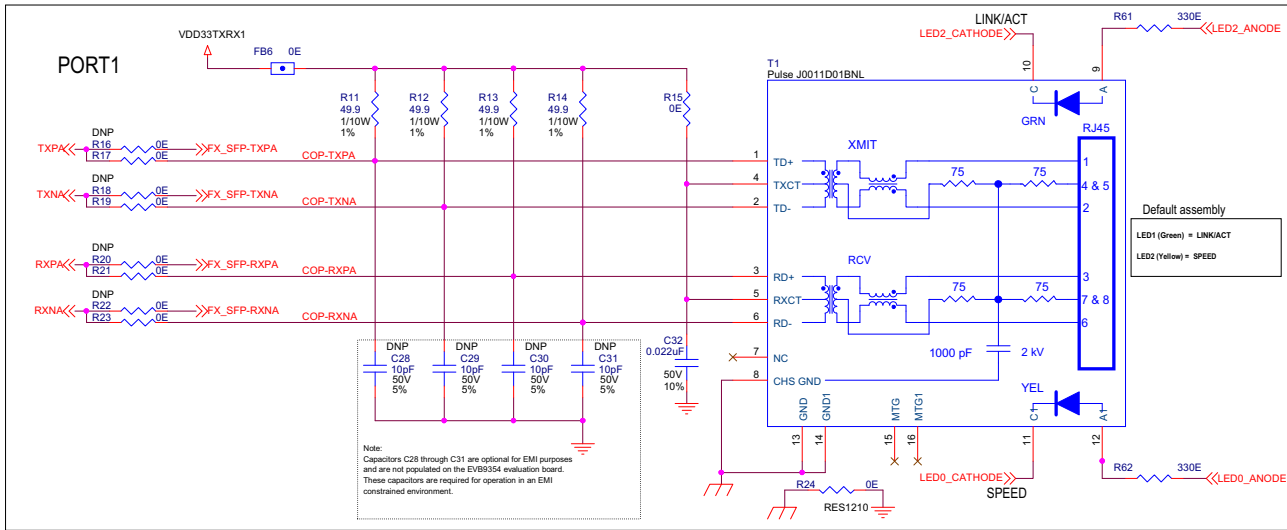 PORT1
VDD33TXRX1
FB6 0E
R11
49.9
1/10W
1%
R12
49.9
1/10W
1%
R13
49.9
1/10W
1%
R14
49.9
1/10W
1%
R15
0E
TXPA
DNP
R16 0E
R17
FX_SFP-TXPA
COP-TXPA
TXNA
DNP
R18 0E
R19
FX_SFP-TXNA
COP-TXNA
RXPA
DNP
R20 0E
R21
FX_SFP-RXPA
COP-RXPA
RXNA
DNP
R22 0E
R23
FX_SFP-RXNA
COP-RXNA
DNP
C28
10pF
50V
5%
DNP
C29
10pF
50V
5%
DNP
C30
10pF
50V
5%
DNP
C31
10pF
50V
5%
C32
0.022uF
50V
10%
Note:
Capacitors C28 through C31 are optional for EMI purposes
and are not populated on the EVB9354 evaluation board.
These capacitors are required for operation in an EMI
constrained environment.
T1
Pulse J0011D01BNL
LINK/ACT
LED2_CATHODE
10
9
R61 330E
LED2_ANODE
C
A
GRN
RJ45
1 TD+
4 TXCT
2 TD-
XMIT
75
75
1
4 & 5
2
3 RD+
5 RXCT
6 RD-
RCV
75
75
3
7 & 8
6
7 NC
8 CHS GND
1000 pF
2 kV
YEL
GND
GND1
MTG
MTG1
C1
A1
13
14
15
16
11
12
LED0_CATHODE
SPEED
R62 330E
LED0_ANODE
R24 0E
RES1210
Default assembly
LED1 (Green) = LINK/ACT
LED2 (Yellow) = SPEED